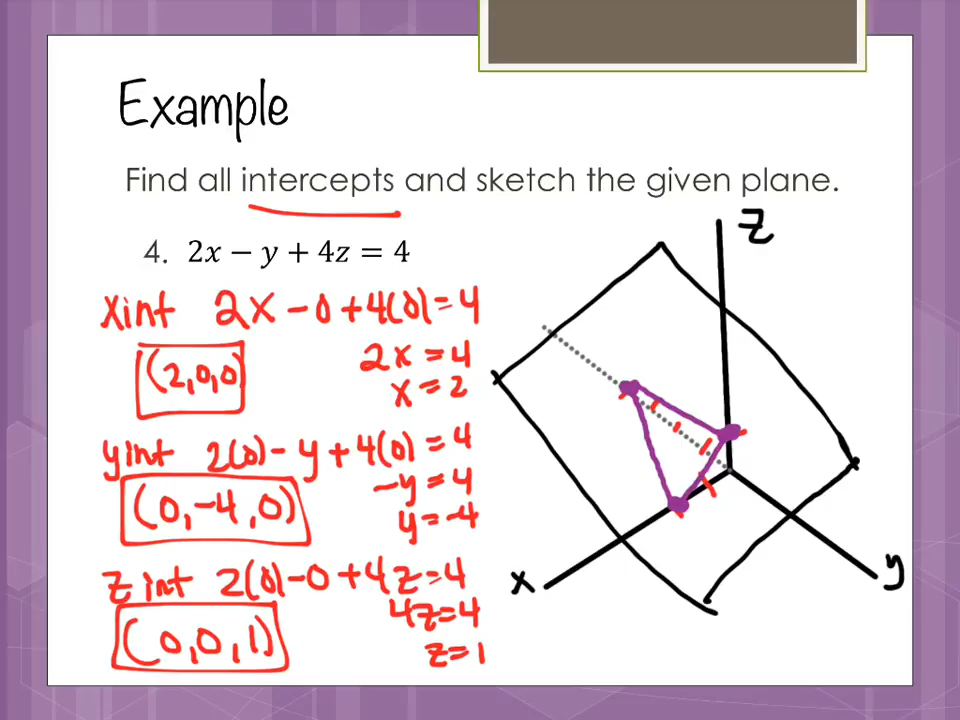 Example
Find all intercepts and sketch the given plane.
4. 2x − y + 4z = 4
x int 2x - 0 + 4(0) = 4
2x = 4
(2,0,0)
x = 2
y int 2(0) - y + 4(0) = 4
-y = 4
(0,-4,0)
y = -4
z int 2(0) - 0 + 4z = 4
4z = 4
(0,0,1)
z = 1
z
x
y